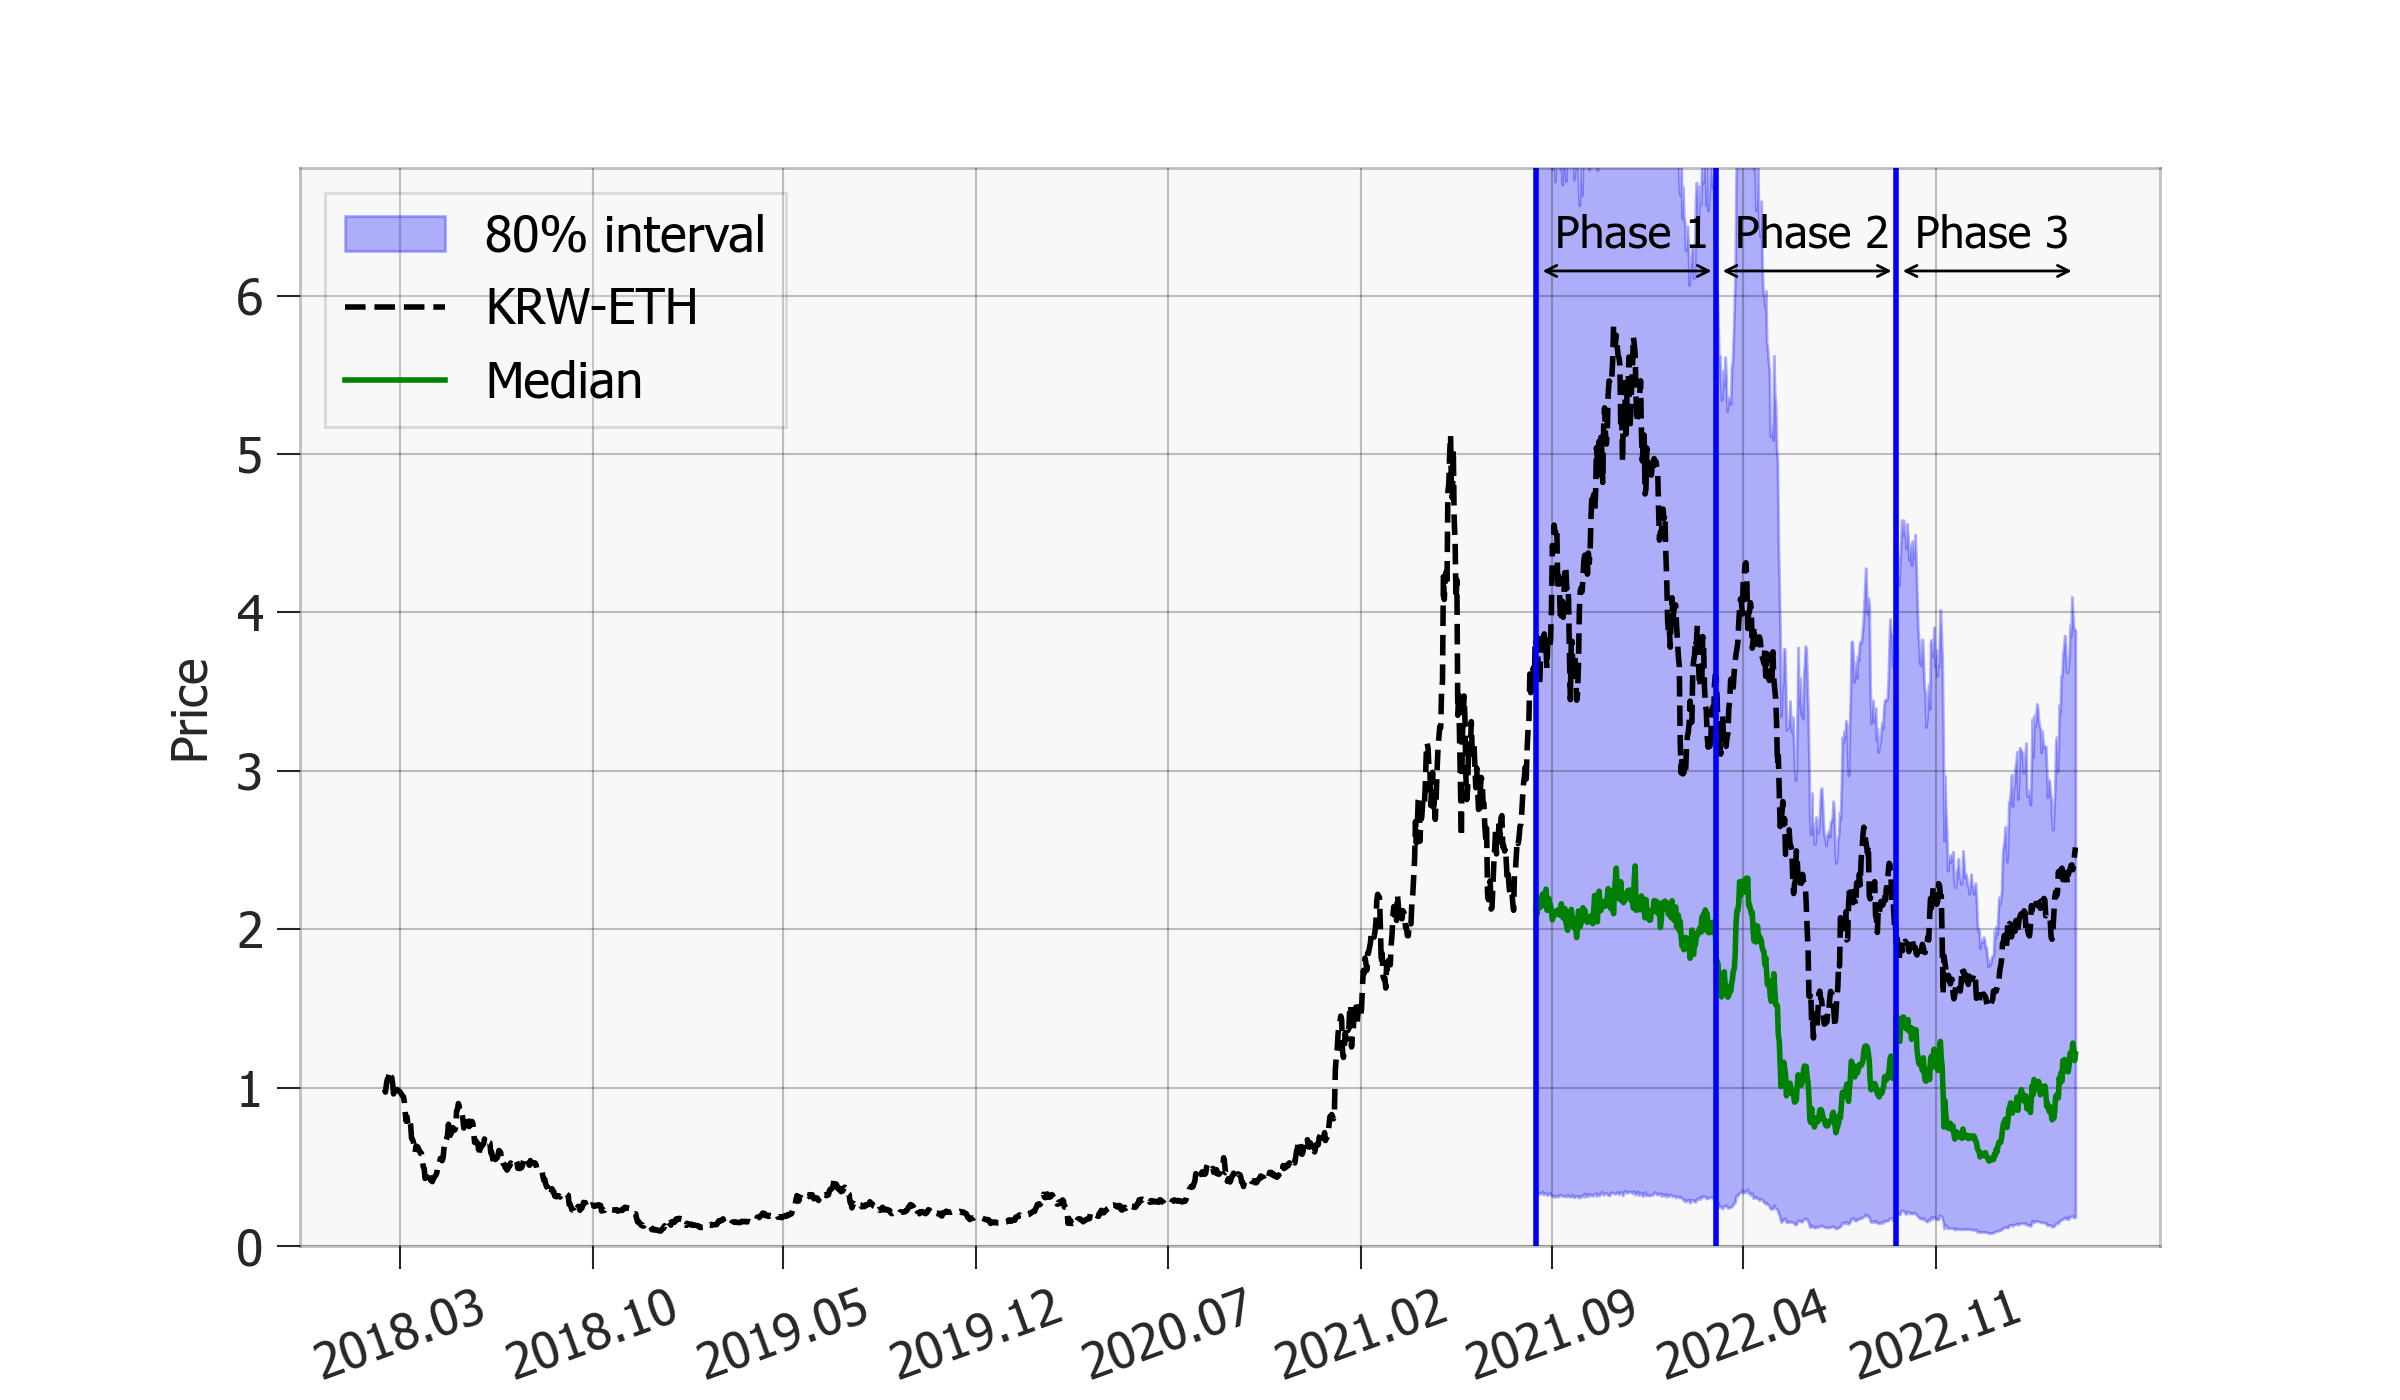 80% interval
KRW-ETH
Median
Phase 1
Phase 2
Phase 3
Price
6
5
4
3
2
1
0
2018.03
2018.10
2019.05
2019.12
2020.07
2021.02
2021.09
2022.04
2022.11